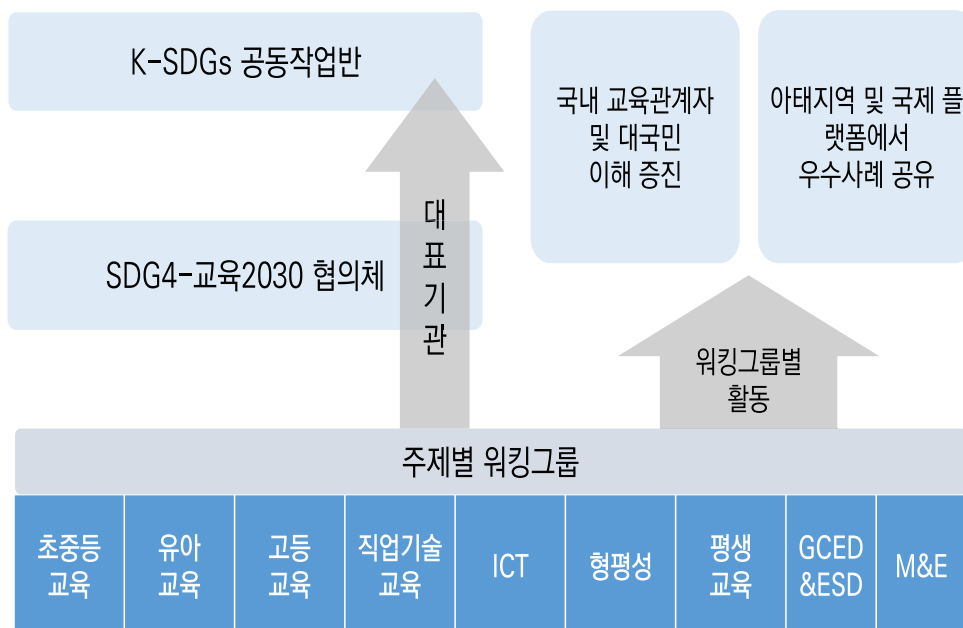 K-SDGs 공동작업반
국내 교육관계자
및 대국민
이해 증진
아태지역 및 국제 플
랫폼에서
우수사례 공유
SDG4-교육2030 협의체
대
표
기
관
워킹그룹별
활동
주제별 워킹그룹
초중등
교육
유아
교육
고등
교육
직업기술
교육
ICT
형평성
평생
교육
GCED
&ESD
M&E